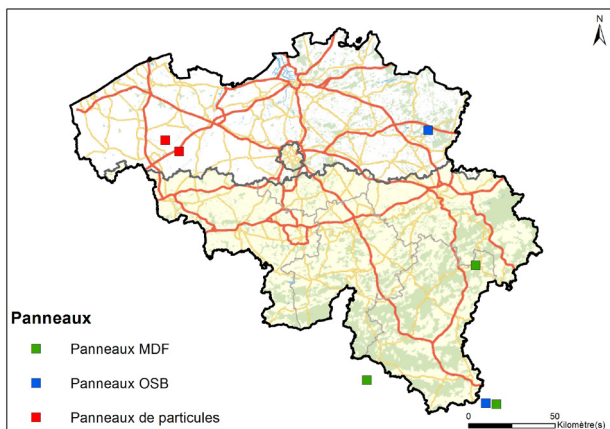 N
Panneaux
Panneaux MDF
Panneaux OSB
Panneaux de particules
0 50
Kilomètre(s)